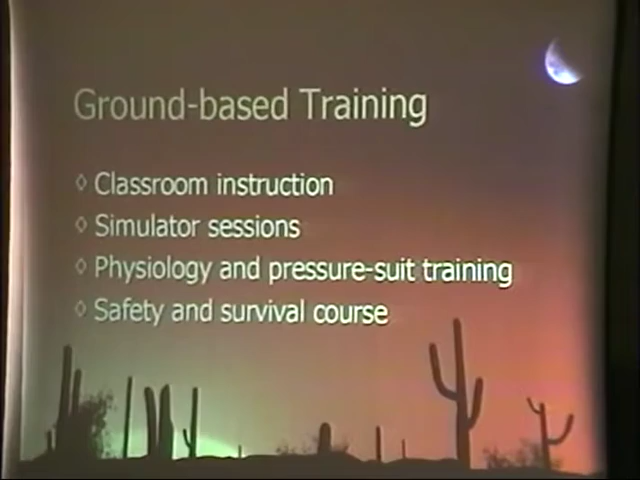 Ground-based Training
◊ Classroom instruction
◊ Simulator sessions
◊ Physiology and pressure-suit training
◊ Safety and survival course